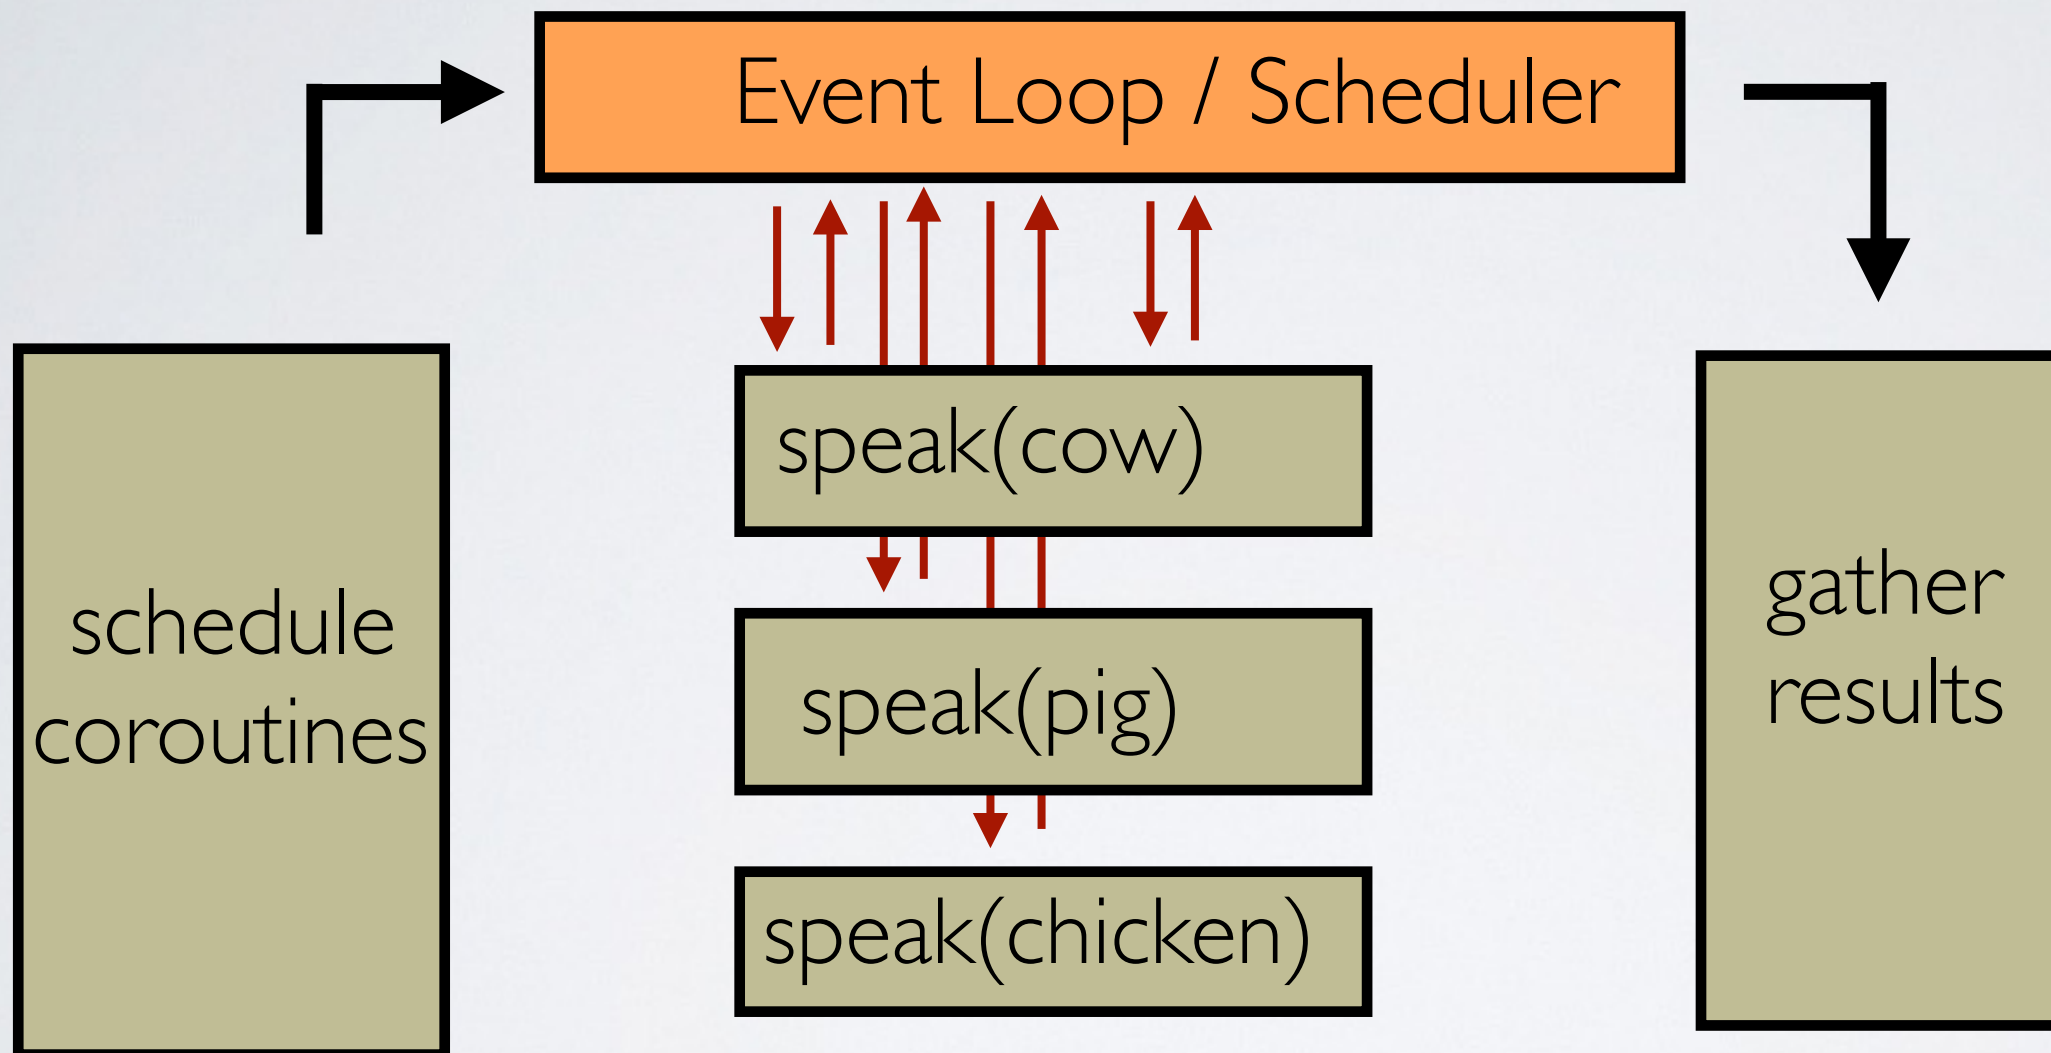 Event Loop / Scheduler
schedule
coroutines
speak(cow)
speak(pig)
speak(chicken)
gather
results